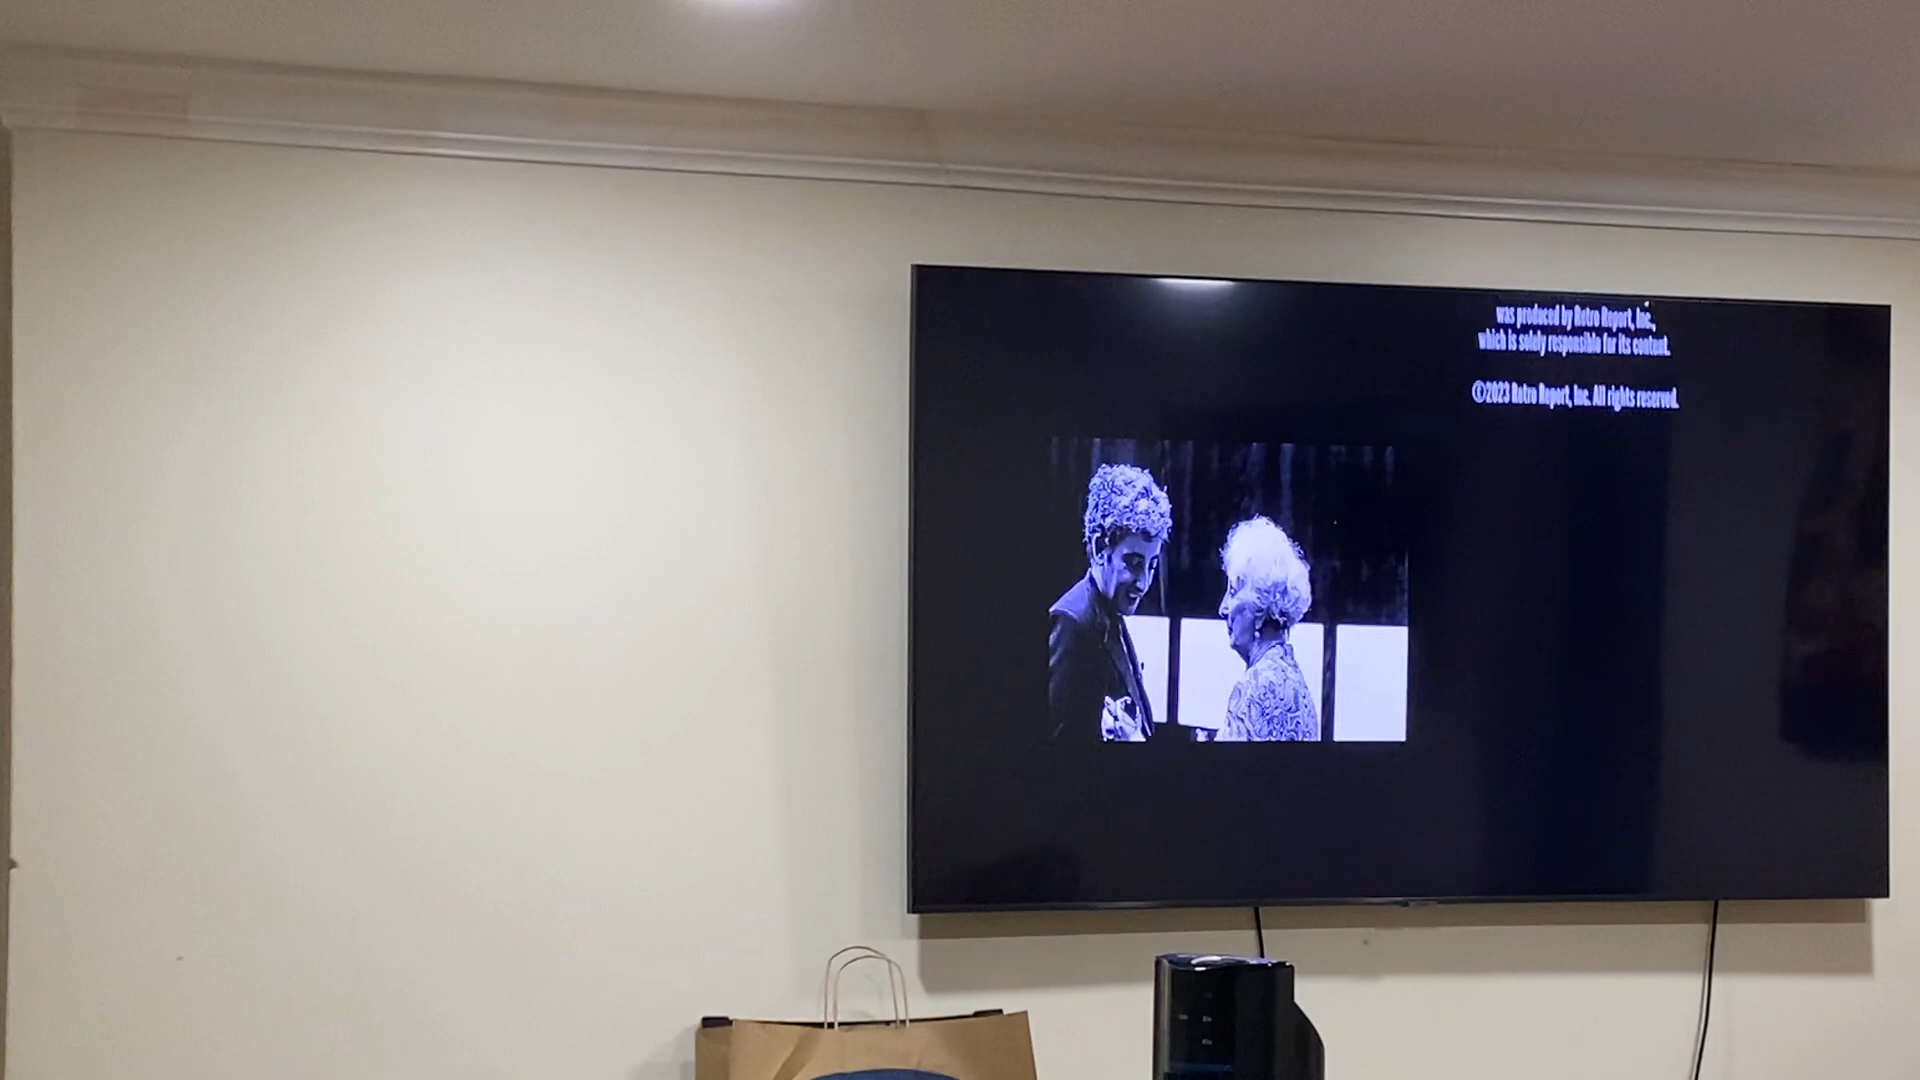 was produced by Retro Report, Inc.,
which is solely responsible for its content.
©2023 Retro Report, Inc. All rights reserved.